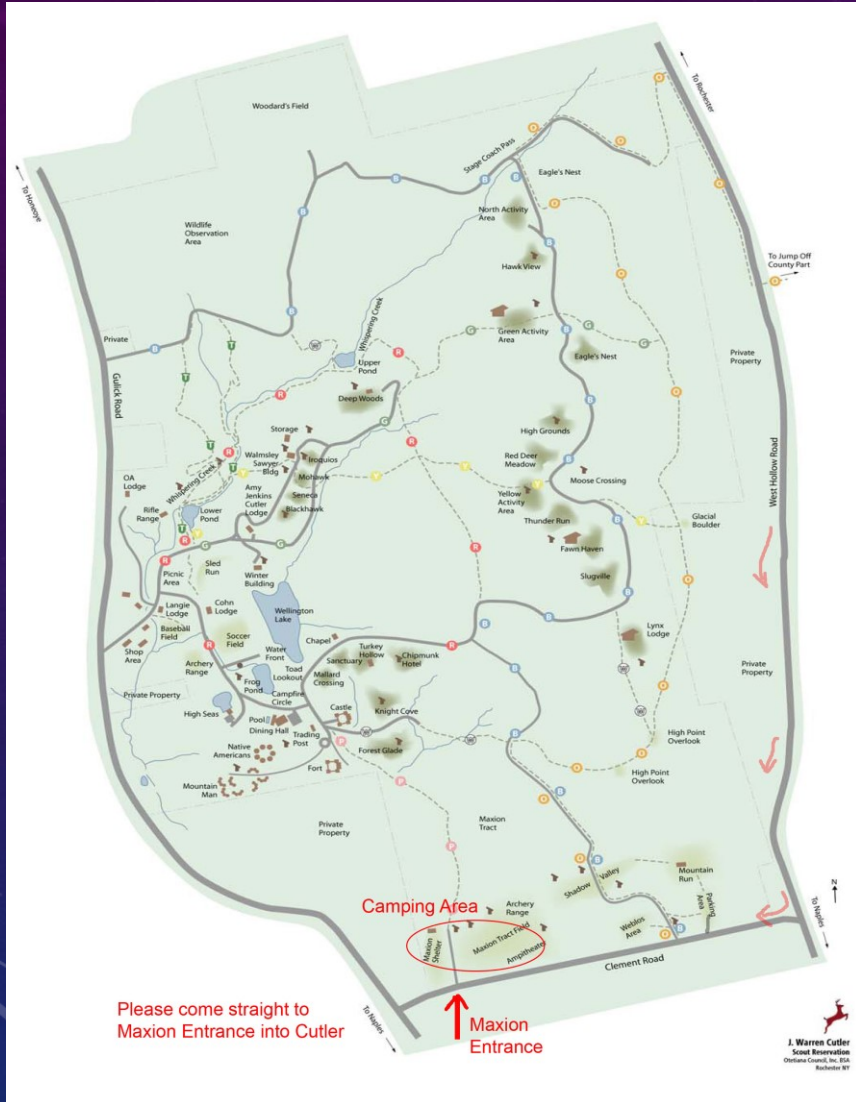 To Rochester
Woodard's Field
Stage Coach Pass
Eagle's Nest
To Honeoye
North Activity
Area
Wildlife
Observation
Area
Hawk View
To Jump Off
County Part
Whispering Creek
Private
Green Activity
Area
Eagle's Nest
Private
Property
Upper
Pond
Gulick Road
Deep Woods
High Grounds
West Hollow Road
Storage
Walmsley
Sawyer
Bldg
Iroquios
Mohawk
Seneca
Blackhawk
Red Deer
Meadow
Moose Crossing
Whispering Creek
OA
Lodge
Amy
Jenkins
Cutler
Lodge
Yellow
Activity
Area
Rifle
Range
Lower
Pond
Thunder Run
Glacial
Boulder
Fawn Haven
Sled
Run
Picnic
Area
Winter
Building
Slugville
Langie
Lodge
Cohn
Lodge
Wellington
Lake
Lynx
Lodge
Baseball
Field
Soccer
Field
Chapel
Turkey
Hollow
Shop
Area
Water
Front
Sanctuary
Chipmunk
Hotel
Private
Property
Archery
Range
Toad
Lookout
Mallard
Crossing
Frog
Pond
Private Property
Campfire
Circle
Castle
Knight Cove
High Seas
Pool
Dining Hall
Trading
Post
High Point
Overlook
Native
Americans
Forest Glade
Fort
High Point
Overlook
Mountain
Man
Private
Property
Maxion
Tract
Mountain
Run
Shadow
Valley
N
To Naples
Camping Area
Archery
Range
Parking
Area
Maxion
Shelter
Maxion Tract Field
Ampitheater
Weblos
Area
Clement Road
Please come straight to
Maxion Entrance into Cutler
To Naples
Maxion
Entrance
J. Warren Cutler
Scout Reservation
Otetiana Council, Inc. BSA
Rochester NY